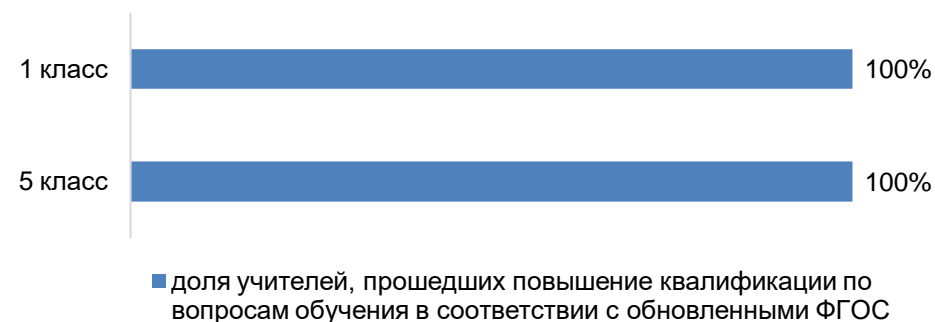 1 класс
100%
5 класс
100%
доля учителей, прошедших повышение квалификации по
вопросам обучения в соответствии с обновленными ФГОС